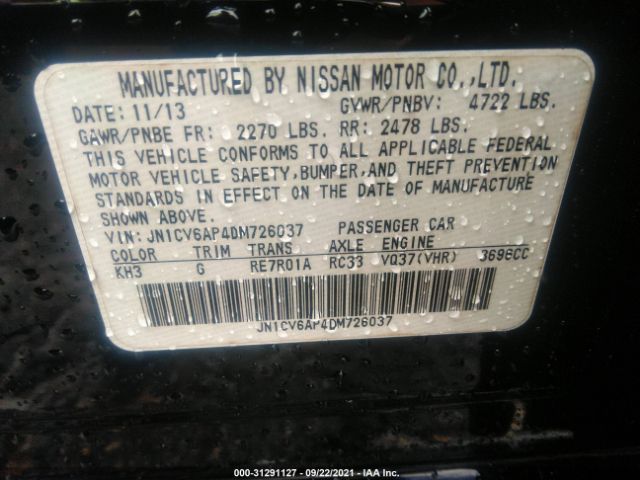 MANUFACTURED BY NISSAN MOTOR CO.,LTD.
DATE: 11/13 GVWR/PNBV: 4722 LBS.
GAWR/PNBE FR: 2270 LBS. RR: 2478 LBS.
THIS VEHICLE CONFORMS TO ALL APPLICABLE FEDERAL
MOTOR VEHICLE SAFETY, BUMPER, AND THEFT PREVENTION
STANDARDS IN EFFECT ON THE DATE OF MANUFACTURE
SHOWN ABOVE.
VIN: JN1CV6AP4DM726037 PASSENGER CAR
COLOR TRIM TRANS AXLE ENGINE
KH3 G RE7R01A RC33 VQ37(VHR) 3696CC
JN1CV6AP4DM726037
000-31291127 - 09/22/2021 - IAA Inc.